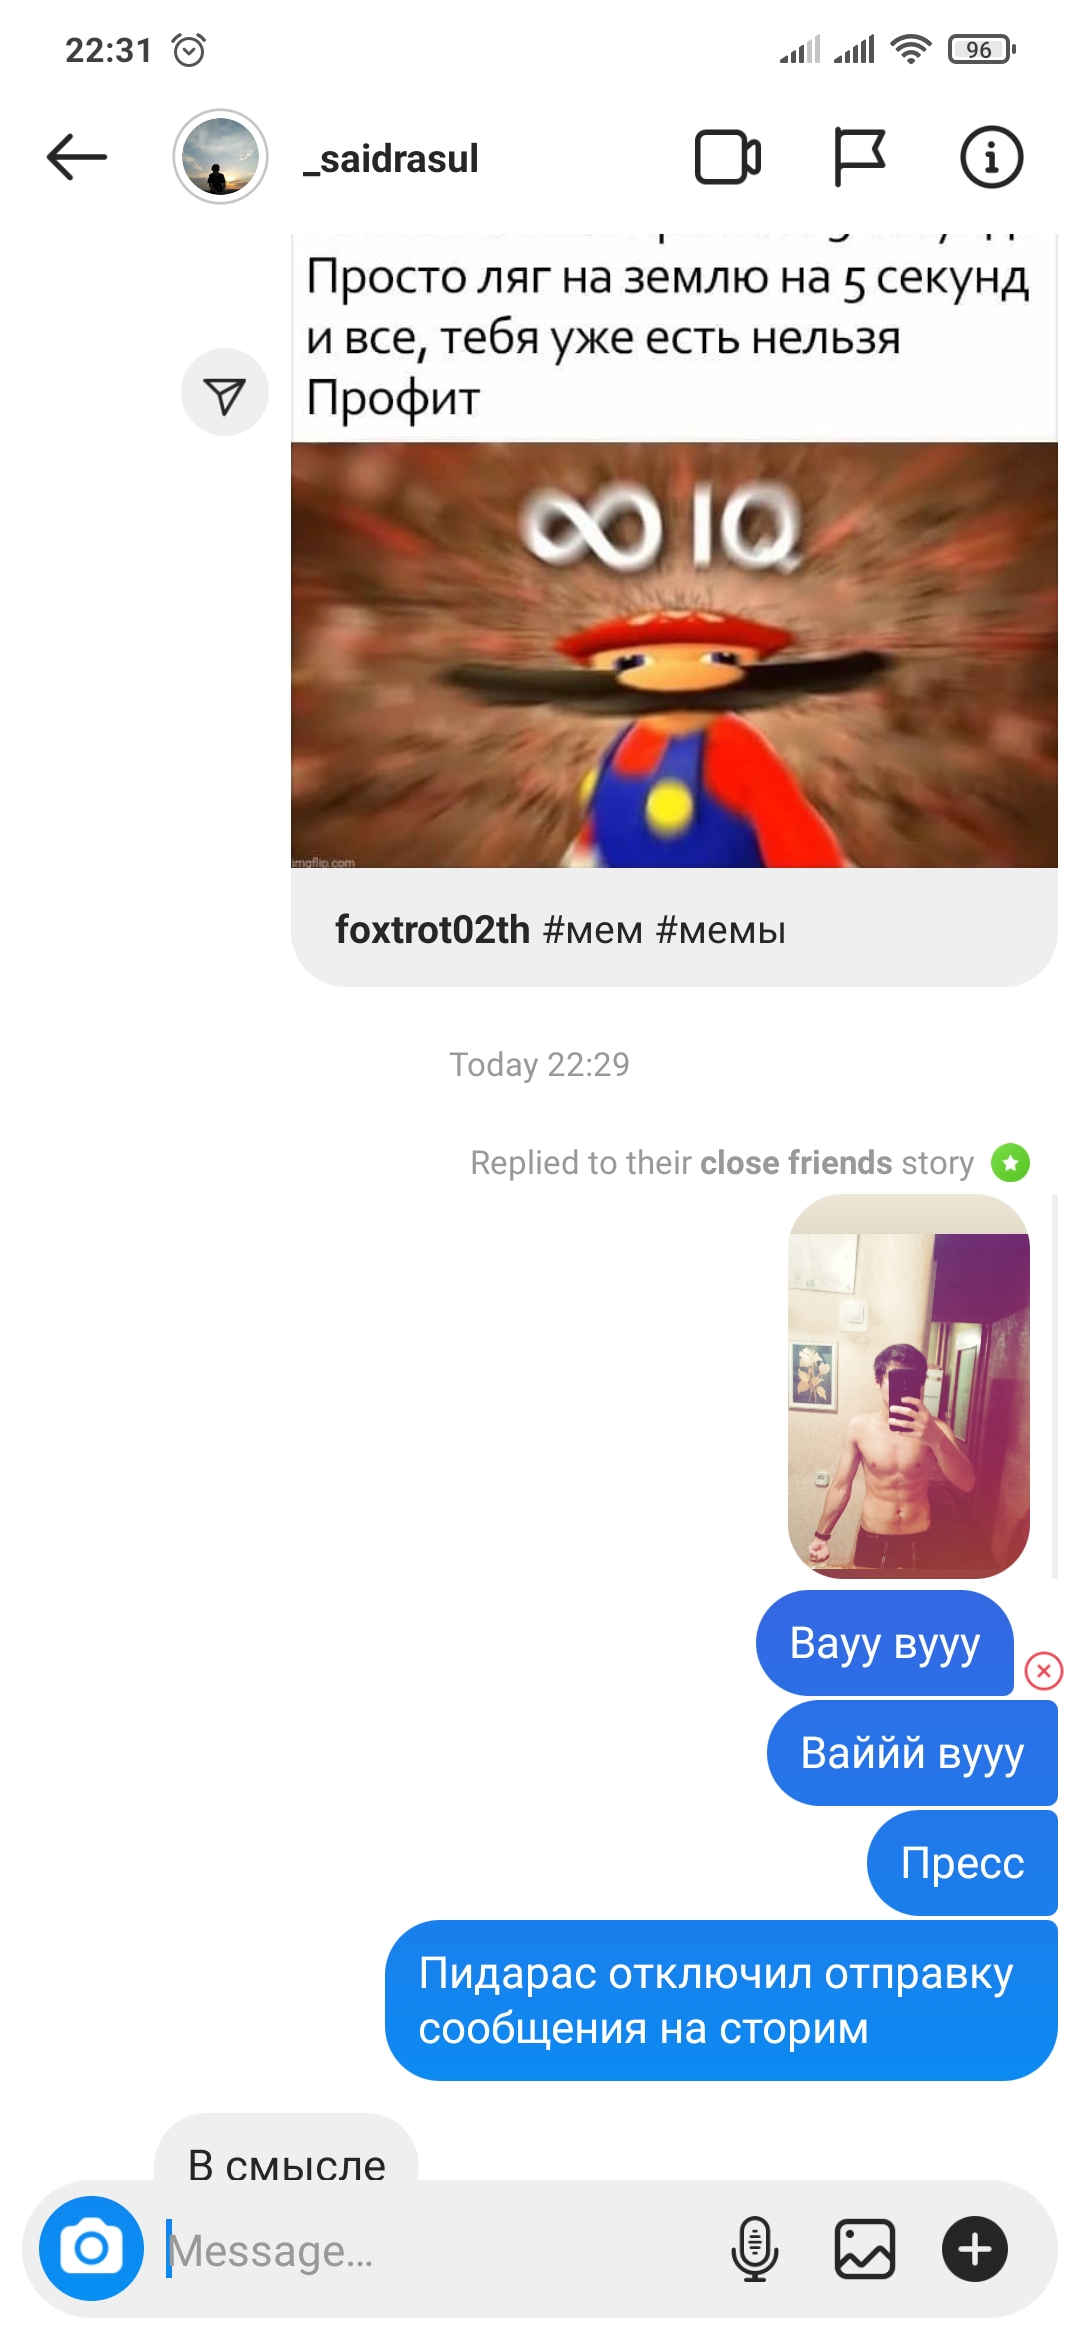 22:31
96
_saidrasul
Просто ляг на землю на 5 секунд
и все, тебя уже есть нельзя
Профит
∞ IQ
imgflip.com
foxtrot02th #мем #мемы
Today 22:29
Replied to their close friends story
Вауу вууу
Ваййй вууу
Пресс
Пидарас отключил отправку
сообщения на сторим
В смысле
Message...